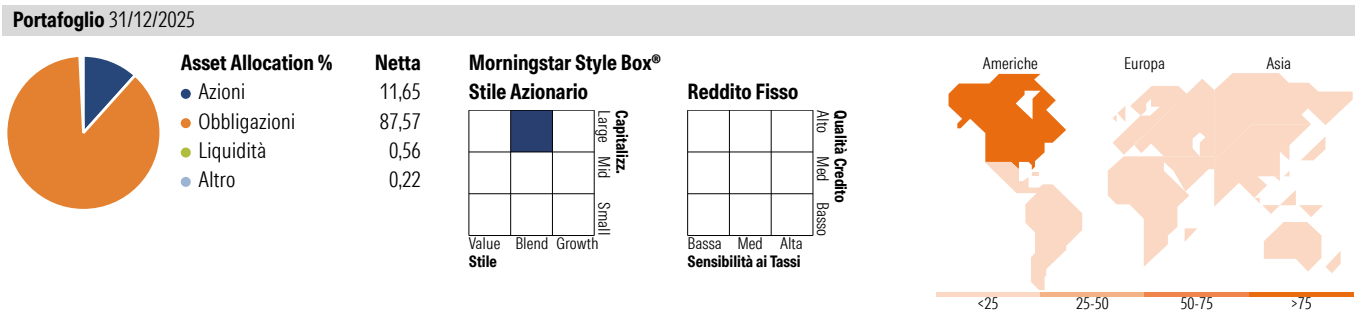 Portafoglio 31/12/2025
Asset Allocation % Netta
Azioni 11,65
Obbligazioni 87,57
Liquidità 0,56
Altro 0,22
Morningstar Style Box®
Stile Azionario
Large
Mid
Small
Capitalizz.
Value Blend Growth
Stile
Reddito Fisso
Alto
Med
Basso
Qualità Credito
Bassa Med Alta
Sensibilità ai Tassi
Americhe Europa Asia
<25 25-50 50-75 >75